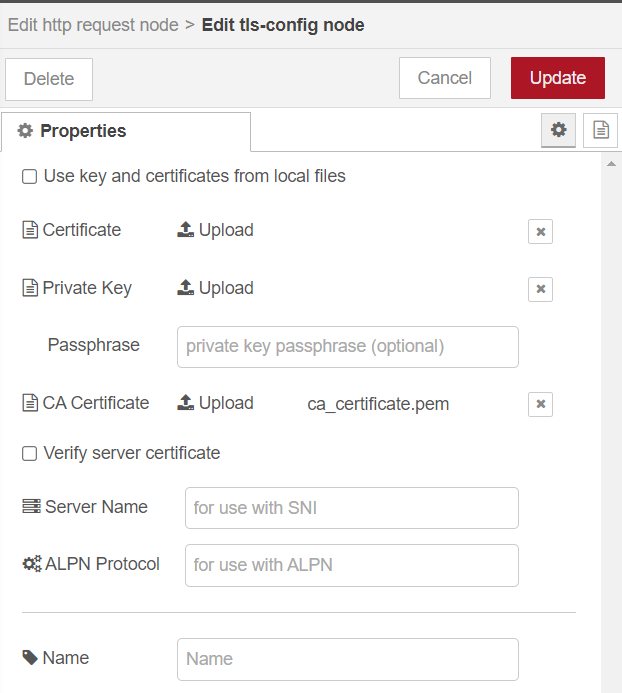 Edit http request node > Edit tls-config node
Delete
Cancel
Update
Properties
Use key and certificates from local files
Certificate
Upload
Private Key
Upload
Passphrase
private key passphrase (optional)
CA Certificate
Upload
ca_certificate.pem
Verify server certificate
Server Name
for use with SNI
ALPN Protocol
for use with ALPN
Name
Name